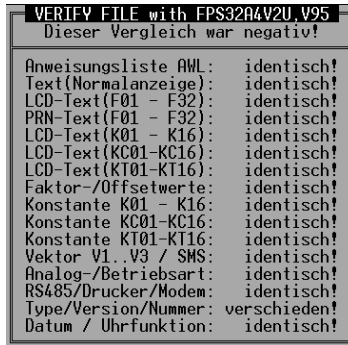 VERIFY FILE with FPS32A4V2U,V95
Dieser Vergleich war negativ!
Anweisungsliste AWL: identisch!
Text(Normalanzeige): identisch!
LCD-Text(F01 - F32): identisch!
PRN-Text(F01 - F32): identisch!
LCD-Text(K01 - K16): identisch!
LCD-Text(KC01-KC16): identisch!
LCD-Text(KT01-KT16): identisch!
Faktor-/Offsetwerte: identisch!
Konstante K01 - K16: identisch!
Konstante KC01-KC16: identisch!
Konstante KT01-KT16: identisch!
Vektor V1..V3 / SMS: identisch!
Analog-/Betriebsart: identisch!
RS485/Drucker/Modem: identisch!
Type/Version/Nummer: verschieden!
Datum / Uhrfunktion: identisch!